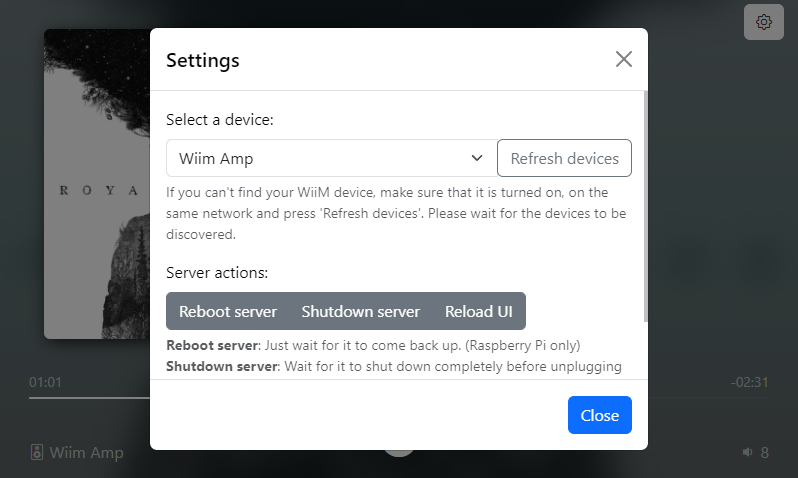 Settings
Select a device:
Wiim Amp
Refresh devices
If you can't find your WiiM device, make sure that it is turned on, on the
same network and press 'Refresh devices'. Please wait for the devices to be
discovered.
Server actions:
Reboot server Shutdown server Reload UI
Reboot server: Just wait for it to come back up. (Raspberry Pi only)
Shutdown server: Wait for it to shut down completely before unplugging
Close
R O Y A
01:01
-02:31
Wiim Amp
8